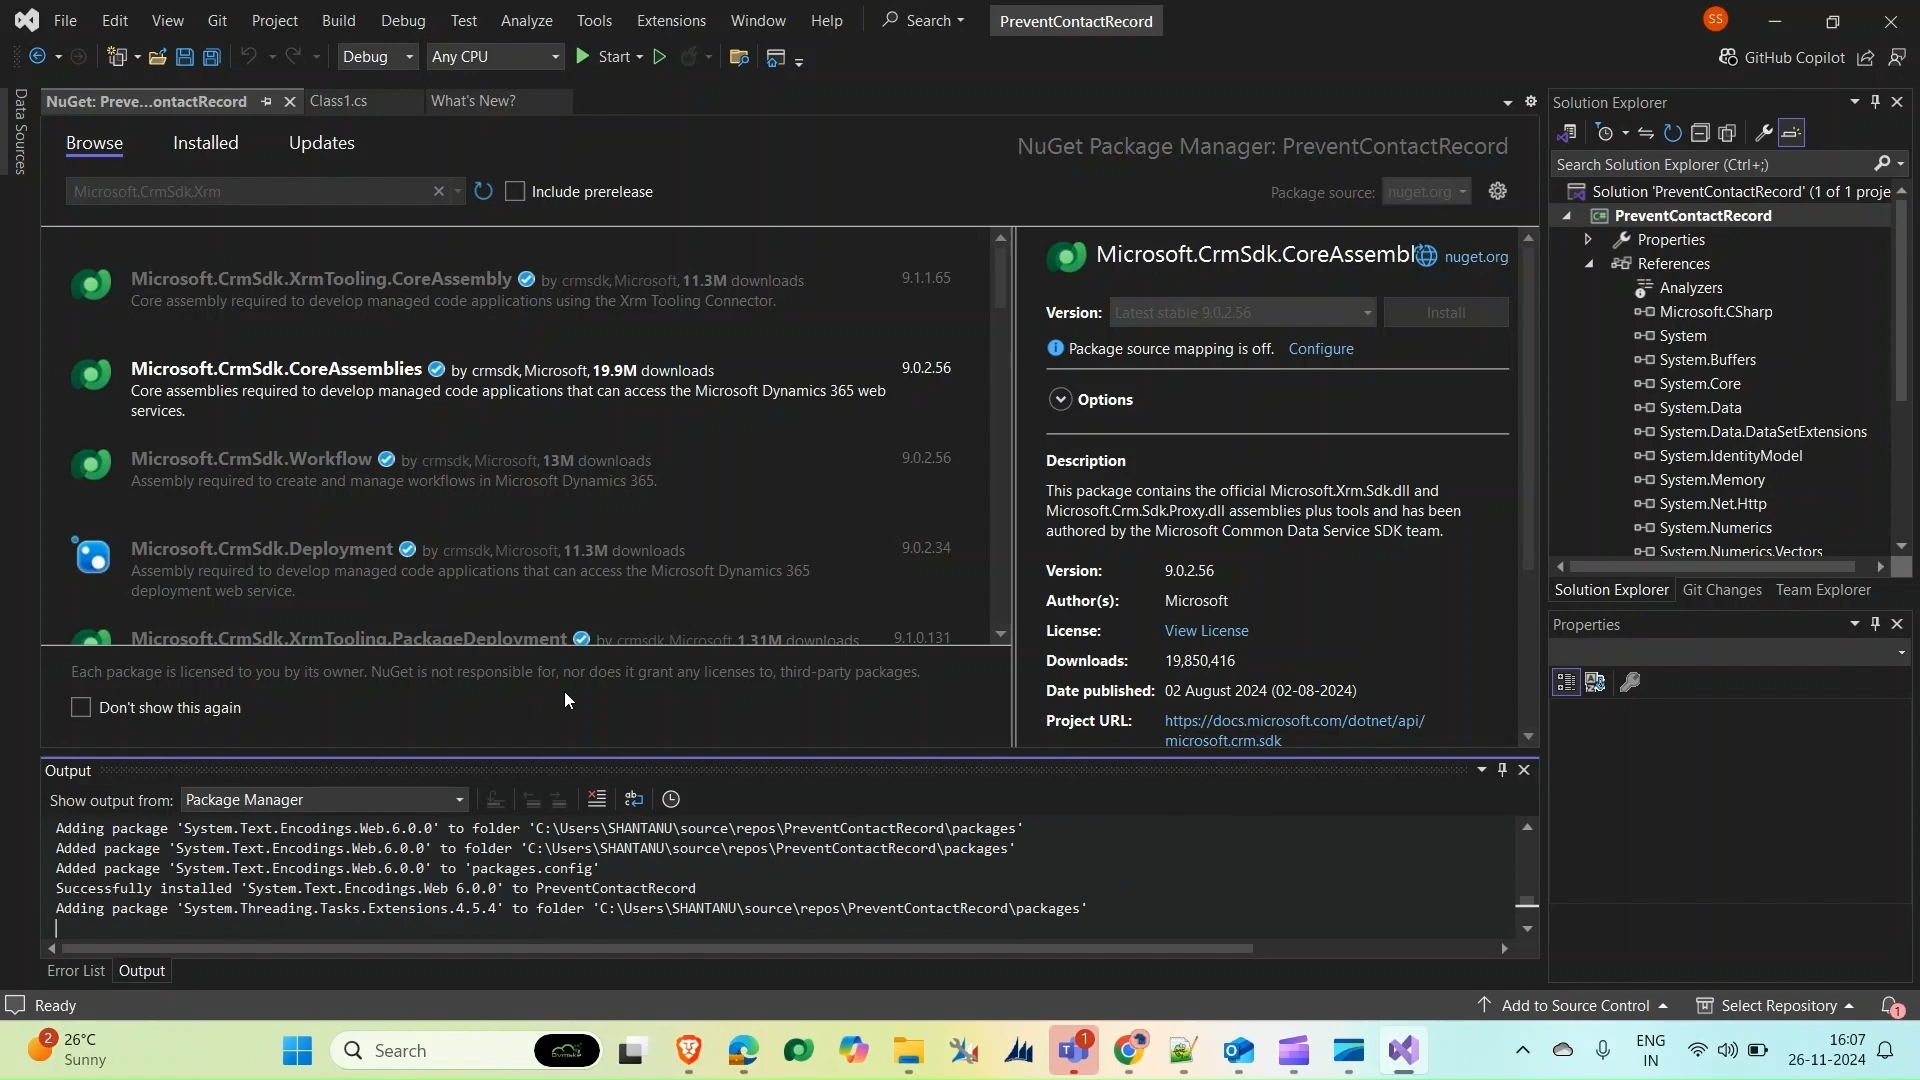 File Edit View Git Project Build Debug Test Analyze Tools Extensions Window Help Search PreventContactRecord SS
Debug Any CPU Start GitHub Copilot
Data Sources
NuGet: Preve...ontactRecord Class1.cs What's New?
Browse Installed Updates
NuGet Package Manager: PreventContactRecord
Microsoft.CrmSdk.Xrm Include prerelease Package source: nuget.org
Microsoft.CrmSdk.XrmTooling.CoreAssembly by crmsdk, Microsoft, 11.3M downloads 9.1.1.65
Core assembly required to develop managed code applications using the Xrm Tooling Connector.
Microsoft.CrmSdk.CoreAssemblies by crmsdk, Microsoft, 19.9M downloads 9.0.2.56
Core assemblies required to develop managed code applications that can access the Microsoft Dynamics 365 web
services.
Microsoft.CrmSdk.Workflow by crmsdk, Microsoft, 13M downloads 9.0.2.56
Assembly required to create and manage workflows in Microsoft Dynamics 365.
Microsoft.CrmSdk.Deployment by crmsdk, Microsoft, 11.3M downloads 9.0.2.34
Assembly required to develop managed code applications that can access the Microsoft Dynamics 365
deployment web service.
Microsoft.CrmSdk.XrmTooling.PackageDeployment by crmsdk, Microsoft, 1.31M downloads 9.1.0.131
Each package is licensed to you by its owner. NuGet is not responsible for, nor does it grant any licenses to, third-party packages.
Don't show this again
Microsoft.CrmSdk.CoreAssembl nuget.org
Version: Latest stable 9.0.2.56 Install
Package source mapping is off. Configure
Options
Description
This package contains the official Microsoft.Xrm.Sdk.dll and
Microsoft.Crm.Sdk.Proxy.dll assemblies plus tools and has been
authored by the Microsoft Common Data Service SDK team.
Version: 9.0.2.56
Author(s): Microsoft
License: View License
Downloads: 19,850,416
Date published: 02 August 2024 (02-08-2024)
Project URL: https://docs.microsoft.com/dotnet/api/
microsoft.crm.sdk
Solution Explorer
Search Solution Explorer (Ctrl+;)
Solution 'PreventContactRecord' (1 of 1 proje
PreventContactRecord
Properties
References
Analyzers
Microsoft.CSharp
System
System.Buffers
System.Core
System.Data
System.Data.DataSetExtensions
System.IdentityModel
System.Memory
System.Net.Http
System.Numerics
System.Numerics.Vectors
Solution Explorer Git Changes Team Explorer
Properties
Output
Show output from: Package Manager
Adding package 'System.Text.Encodings.Web.6.0.0' to folder 'C:\Users\SHANTANU\source\repos\PreventContactRecord\packages'
Added package 'System.Text.Encodings.Web.6.0.0' to folder 'C:\Users\SHANTANU\source\repos\PreventContactRecord\packages'
Added package 'System.Text.Encodings.Web.6.0.0' to 'packages.config'
Successfully installed 'System.Text.Encodings.Web 6.0.0' to PreventContactRecord
Adding package 'System.Threading.Tasks.Extensions.4.5.4' to folder 'C:\Users\SHANTANU\source\repos\PreventContactRecord\packages'
Error List Output
Ready Add to Source Control Select Repository 1
2 26°C
Sunny
Search
1
ENG
IN
16:07
26-11-2024